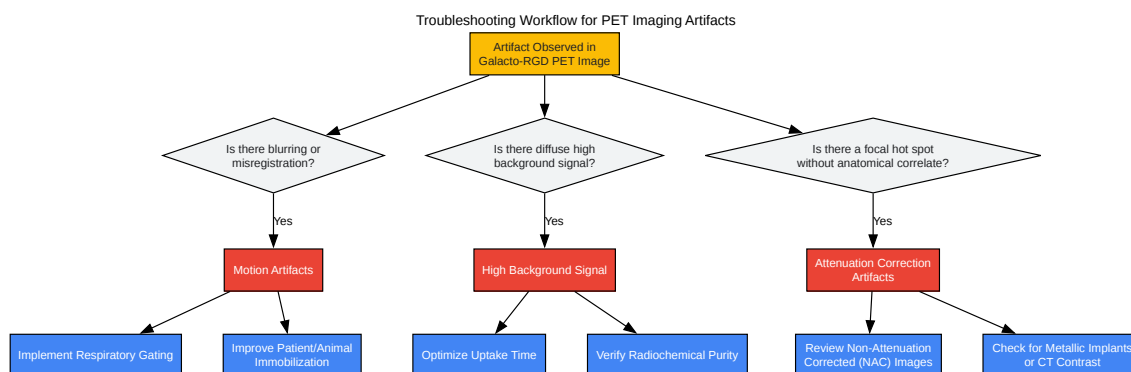 Troubleshooting Workflow for PET Imaging Artifacts
Artifact Observed in
Galacto-RGD PET Image
Is there blurring or
misregistration?
Is there diffuse high
background signal?
Is there a focal hot spot
without anatomical correlate?
Yes
Yes
Yes
Motion Artifacts
High Background Signal
Attenuation Correction
Artifacts
Implement Respiratory Gating
Improve Patient/Animal
Immobilization
Optimize Uptake Time
Verify Radiochemical Purity
Review Non-Attenuation
Corrected (NAC) Images
Check for Metallic Implants
or CT Contrast